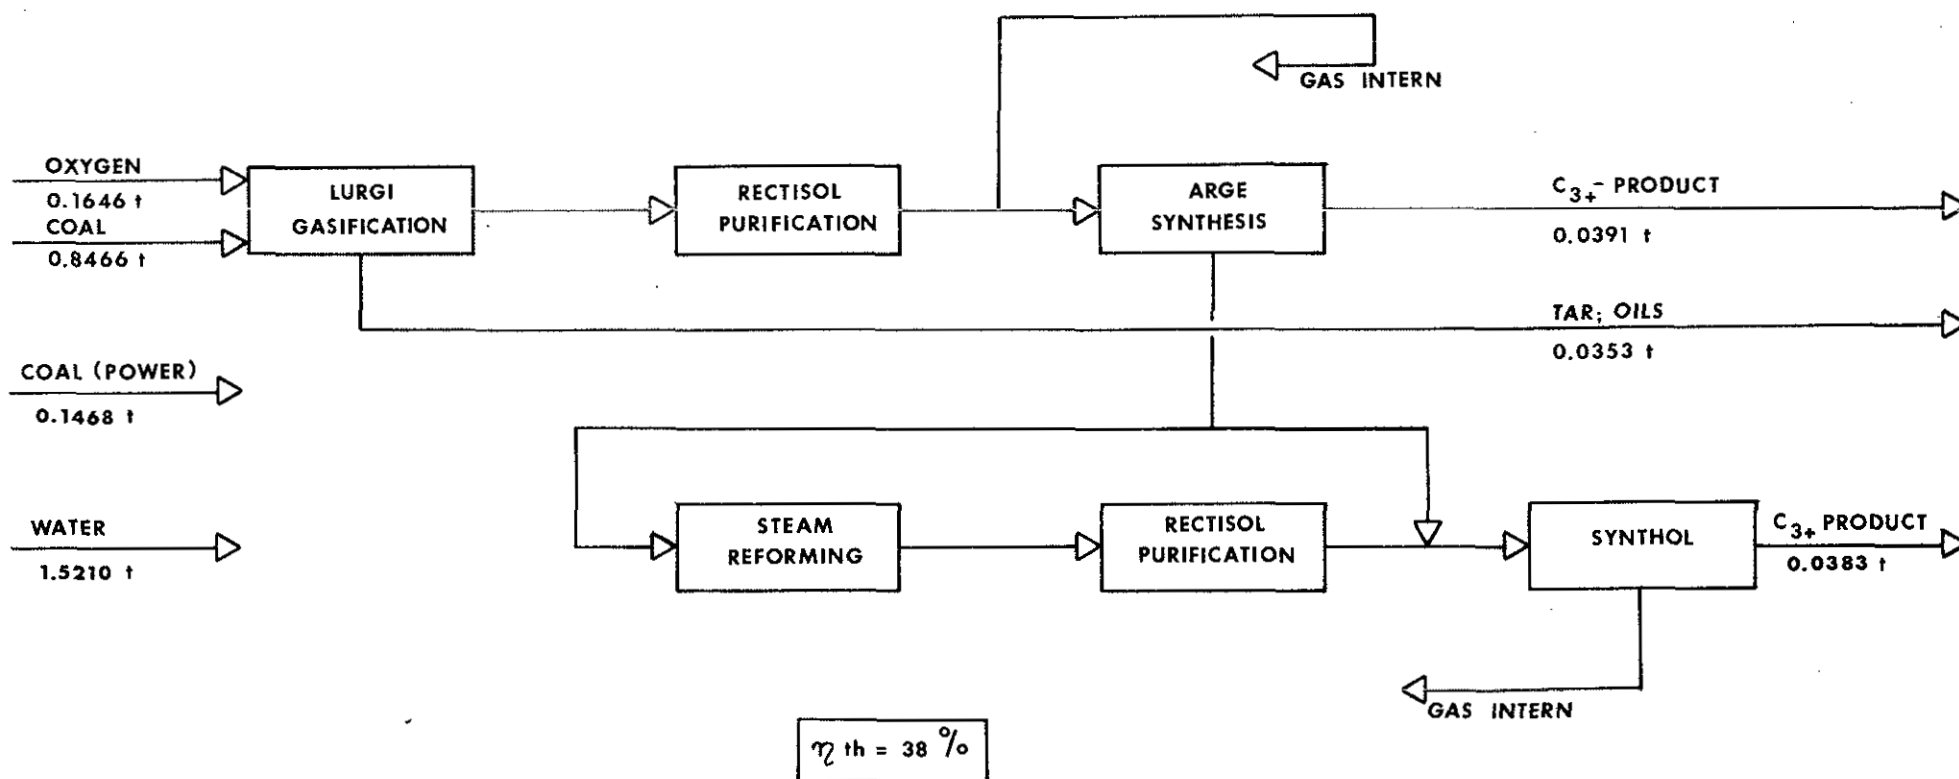 GAS INTERN
OXYGEN
0.1646 t
COAL
0.8466 t
LURGI
GASIFICATION
RECTISOL
PURIFICATION
ARGE
SYNTHESIS
C3+- PRODUCT
0.0391 t
TAR; OILS
0.0353 t
COAL (POWER)
0.1468 t
WATER
1.5210 t
STEAM
REFORMING
RECTISOL
PURIFICATION
SYNTHOL
C3+ PRODUCT
0.0383 t
GAS INTERN
η th = 38 %